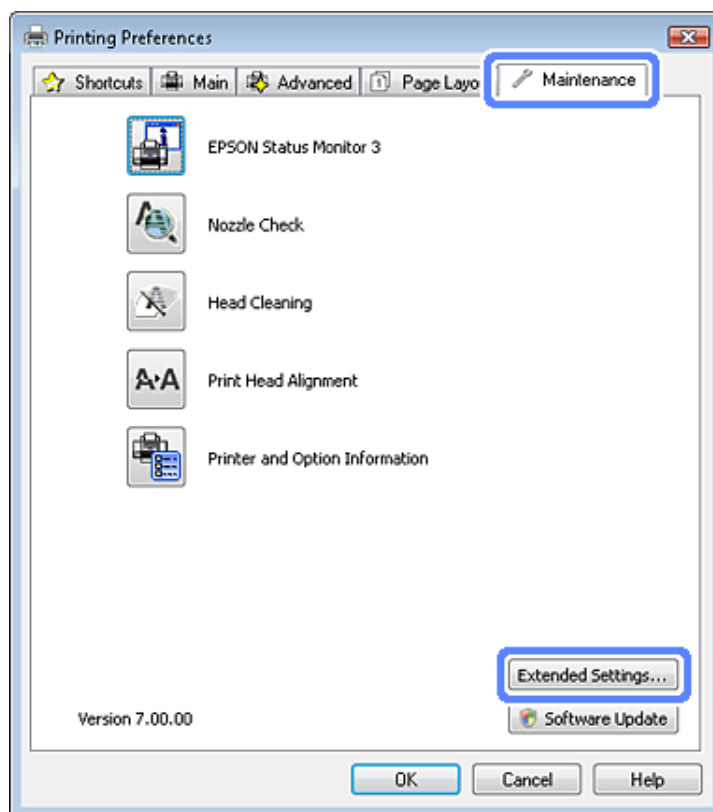 Printing Preferences
Shortcuts Main Advanced 1 Page Layo Maintenance
EPSON Status Monitor 3
Nozzle Check
Head Cleaning
A A Print Head Alignment
Printer and Option Information
Extended Settings...
Version 7.00.00 Software Update
OK Cancel Help